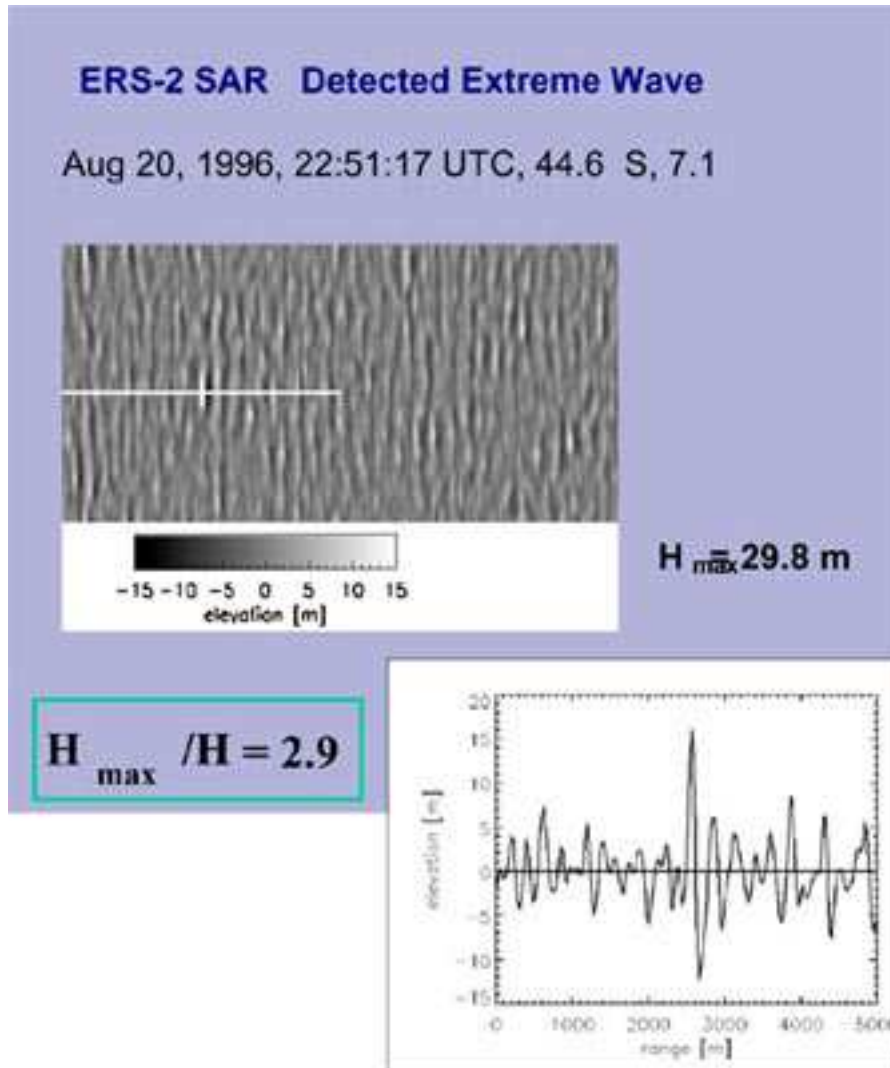 ERS-2 SAR Detected Extreme Wave
Aug 20, 1996, 22:51:17 UTC, 44.6 S, 7.1
-15 -10 -5 0 5 10 15
elevation [m]
H max = 29.8 m
H max /H = 2.9
20
15
10
5
0
-5
-10
-15
elevation [m]
0 1000 2000 3000 4000 5000
range [m]